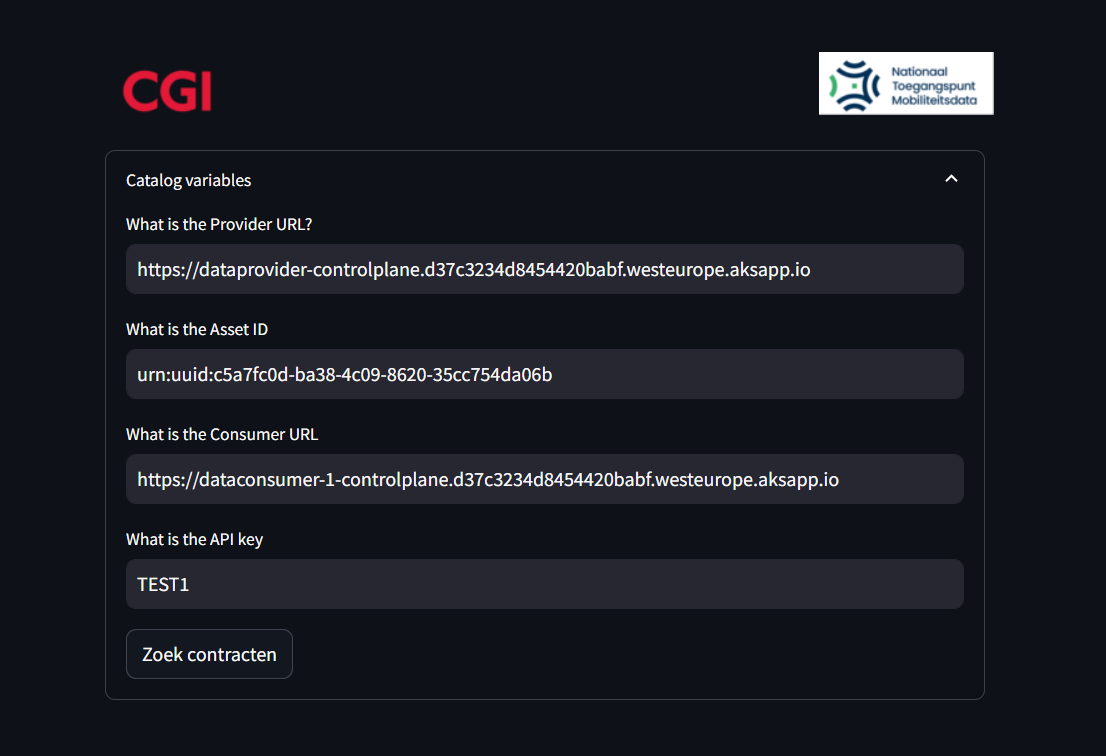 CGI
Nationaal
Toegangspunt
Mobiliteitsdata
Catalog variables
What is the Provider URL?
https://dataprovider-controlplane.d37c3234d8454420babf.westeurope.aksapp.io
What is the Asset ID
urn:uuid:c5a7fc0d-ba38-4c09-8620-35cc754da06b
What is the Consumer URL
https://dataconsumer-1-controlplane.d37c3234d8454420babf.westeurope.aksapp.io
What is the API key
TEST1
Zoek contracten